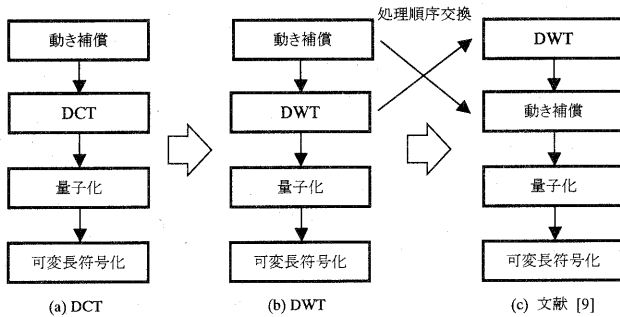 処理順序交換
動き補償
DCT
量子化
可変長符号化
(a) DCT
動き補償
DWT
量子化
可変長符号化
(b) DWT
DWT
動き補償
量子化
可変長符号化
(c) 文献 [9]